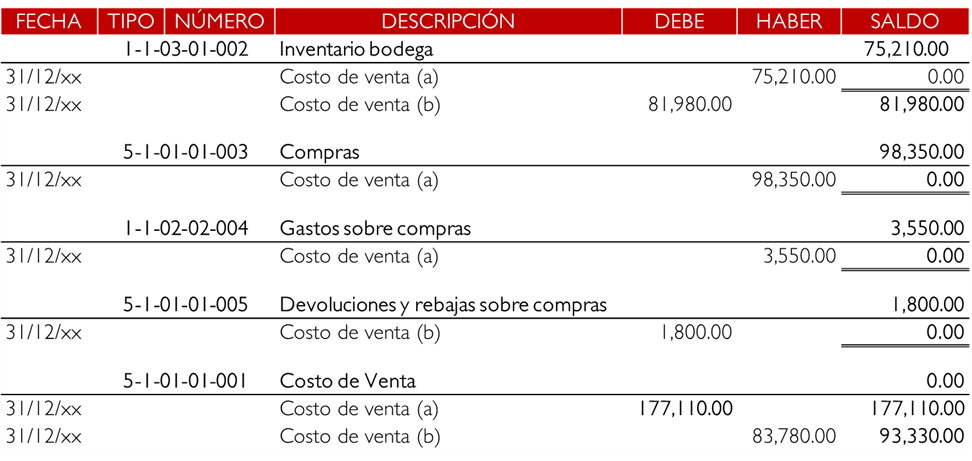 FECHA TIPO NÚMERO DESCRIPCIÓN DEBE HABER SALDO
1-1-03-01-002 Inventario bodega 75,210.00
31/12/xx Costo de venta (a) 75,210.00 0.00
31/12/xx Costo de venta (b) 81,980.00 81,980.00
5-1-01-01-003 Compras 98,350.00
31/12/xx Costo de venta (a) 98,350.00 0.00
1-1-02-02-004 Gastos sobre compras 3,550.00
31/12/xx Costo de venta (a) 3,550.00 0.00
5-1-01-01-005 Devoluciones y rebajas sobre compras 1,800.00
31/12/xx Costo de venta (b) 1,800.00 0.00
5-1-01-01-001 Costo de Venta 0.00
31/12/xx Costo de venta (a) 177,110.00 177,110.00
31/12/xx Costo de venta (b) 83,780.00 93,330.00